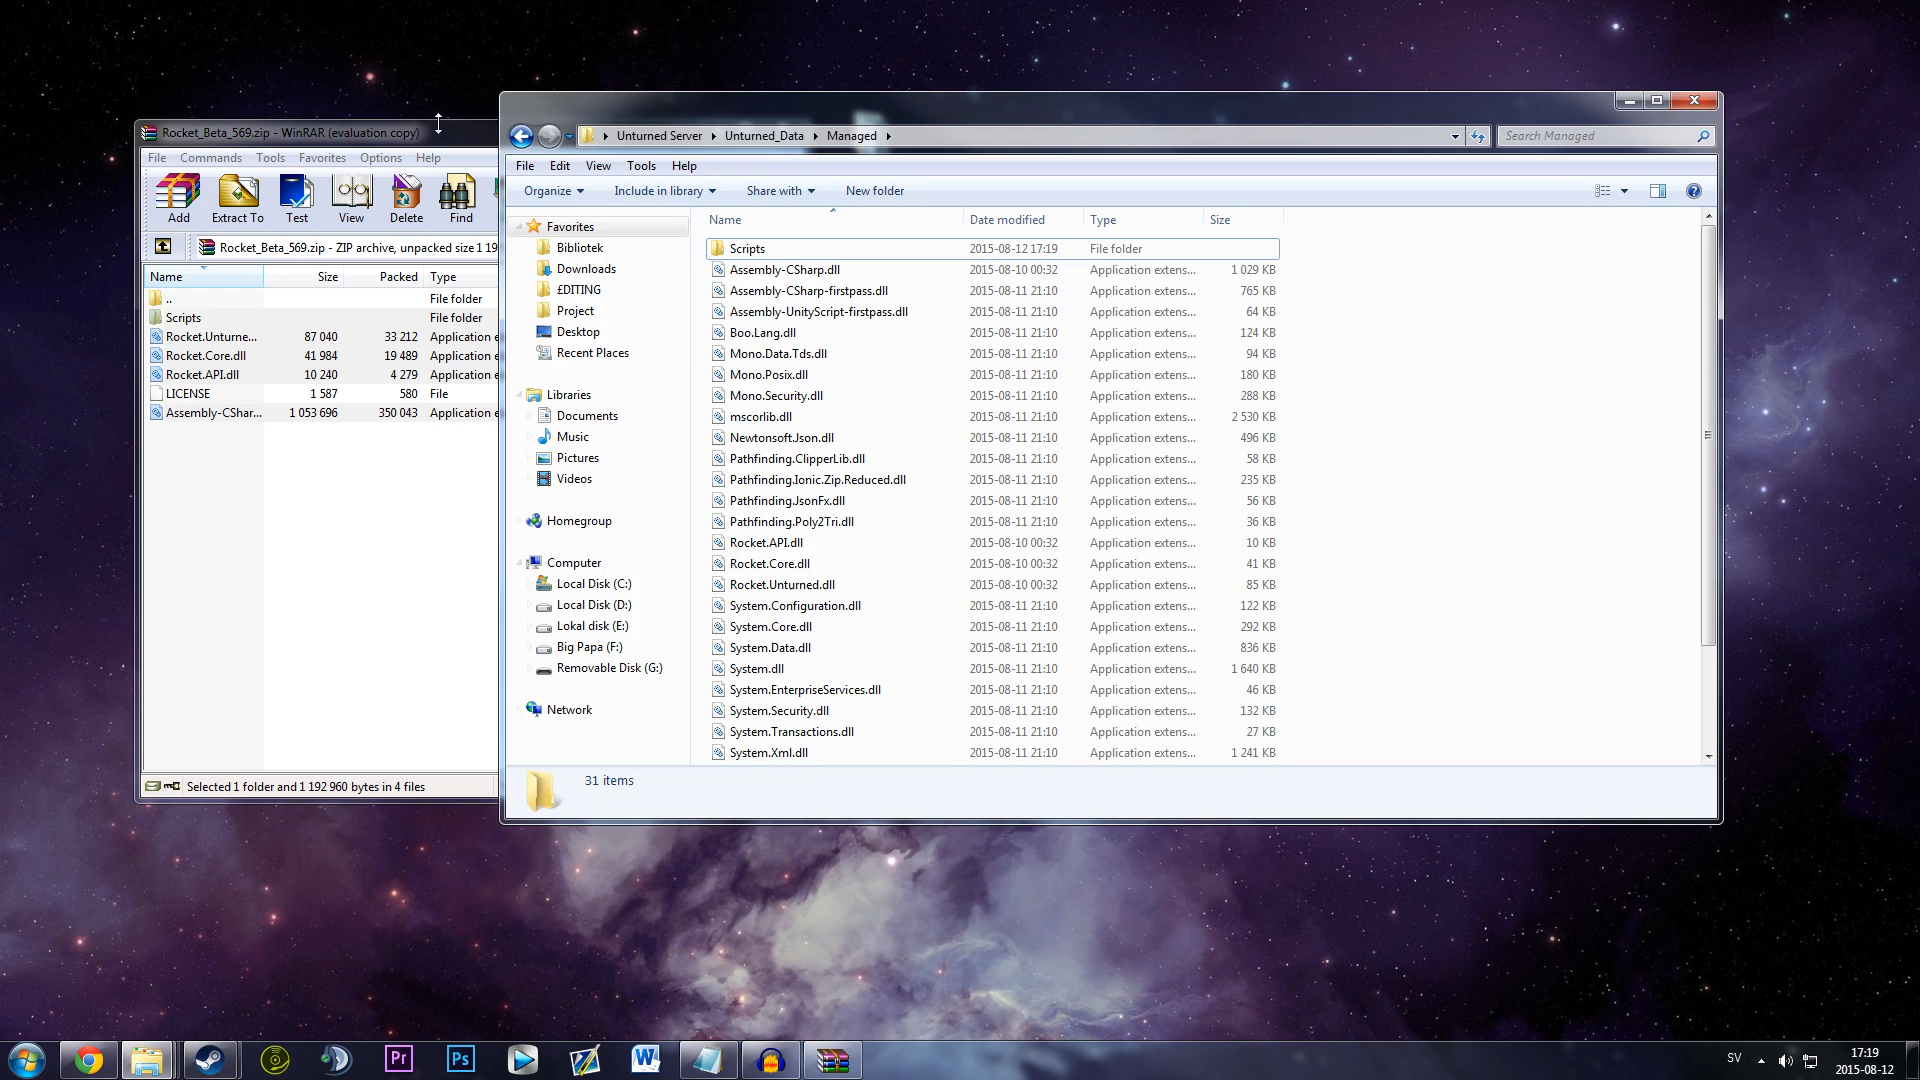 Rocket_Beta_569.zip - WinRAR (evaluation copy)
File Commands Tools Favorites Options Help
Add Extract To Test View Delete Find
Rocket_Beta_569.zip - ZIP archive, unpacked size 1 19
Name Size Packed Type
.. File folder
Scripts File folder
Rocket.Unturne... 87 040 33 212 Application e
Rocket.Core.dll 41 984 19 489 Application e
Rocket.API.dll 10 240 4 279 Application e
LICENSE 1 587 580 File
Assembly-CShar... 1 053 696 350 043 Application e
Selected 1 folder and 1 192 960 bytes in 4 files
Unturned Server Unturned_Data Managed
Search Managed
File Edit View Tools Help
Organize Include in library Share with New folder
Favorites
Bibliotek
Downloads
£DITING
Project
Desktop
Recent Places
Libraries
Documents
Music
Pictures
Videos
Homegroup
Computer
Local Disk (C:)
Local Disk (D:)
Lokal disk (E:)
Big Papa (F:)
Removable Disk (G:)
Network
Name Date modified Type Size
Scripts 2015-08-12 17:19 File folder
Assembly-CSharp.dll 2015-08-10 00:32 Application extens... 1 029 KB
Assembly-CSharp-firstpass.dll 2015-08-11 21:10 Application extens... 765 KB
Assembly-UnityScript-firstpass.dll 2015-08-11 21:10 Application extens... 64 KB
Boo.Lang.dll 2015-08-11 21:10 Application extens... 124 KB
Mono.Data.Tds.dll 2015-08-11 21:10 Application extens... 94 KB
Mono.Posix.dll 2015-08-11 21:10 Application extens... 180 KB
Mono.Security.dll 2015-08-11 21:10 Application extens... 288 KB
mscorlib.dll 2015-08-11 21:10 Application extens... 2 530 KB
Newtonsoft.Json.dll 2015-08-11 21:10 Application extens... 496 KB
Pathfinding.ClipperLib.dll 2015-08-11 21:10 Application extens... 58 KB
Pathfinding.Ionic.Zip.Reduced.dll 2015-08-11 21:10 Application extens... 235 KB
Pathfinding.JsonFx.dll 2015-08-11 21:10 Application extens... 56 KB
Pathfinding.Poly2Tri.dll 2015-08-11 21:10 Application extens... 36 KB
Rocket.API.dll 2015-08-10 00:32 Application extens... 10 KB
Rocket.Core.dll 2015-08-10 00:32 Application extens... 41 KB
Rocket.Unturned.dll 2015-08-10 00:32 Application extens... 85 KB
System.Configuration.dll 2015-08-11 21:10 Application extens... 122 KB
System.Core.dll 2015-08-11 21:10 Application extens... 292 KB
System.Data.dll 2015-08-11 21:10 Application extens... 836 KB
System.dll 2015-08-11 21:10 Application extens... 1 640 KB
System.EnterpriseServices.dll 2015-08-11 21:10 Application extens... 46 KB
System.Security.dll 2015-08-11 21:10 Application extens... 132 KB
System.Transactions.dll 2015-08-11 21:10 Application extens... 27 KB
System.Xml.dll 2015-08-11 21:10 Application extens... 1 241 KB
31 items
Pr Ps W
SV
17:19
2015-08-12